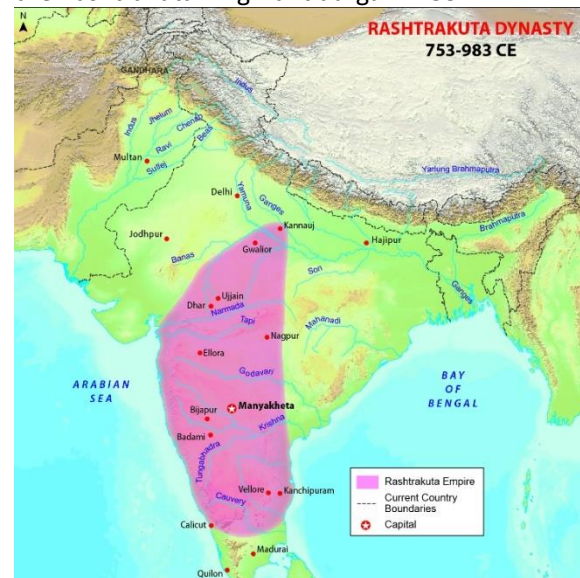 N
RASHTRAKUTA DYNASTY
753-983 CE
GANDHARA
Indus
Indus
Jhelum
Chenab
Ravi
Beas
Sutlej
Multan
Yarlung Brahmaputra
Delhi
Yamuna
Ganges
Kannauj
Brahmaputra
Jodhpur
Gwalior
Hajipur
Banas
Son
Ganges
Ujjain
Dhar
Narmada
Tapi
Mahanadi
Nagpur
Ellora
Godavari
ARABIAN
SEA
BAY
OF
BENGAL
Manyakheta
Bijapur
Krishna
Badami
Tungabhadra
Vellore
Kanchipuram
Cauvery
Calicut
Madurai
Quilon
Rashtrakuta Empire
Current Country
Boundaries
Capital